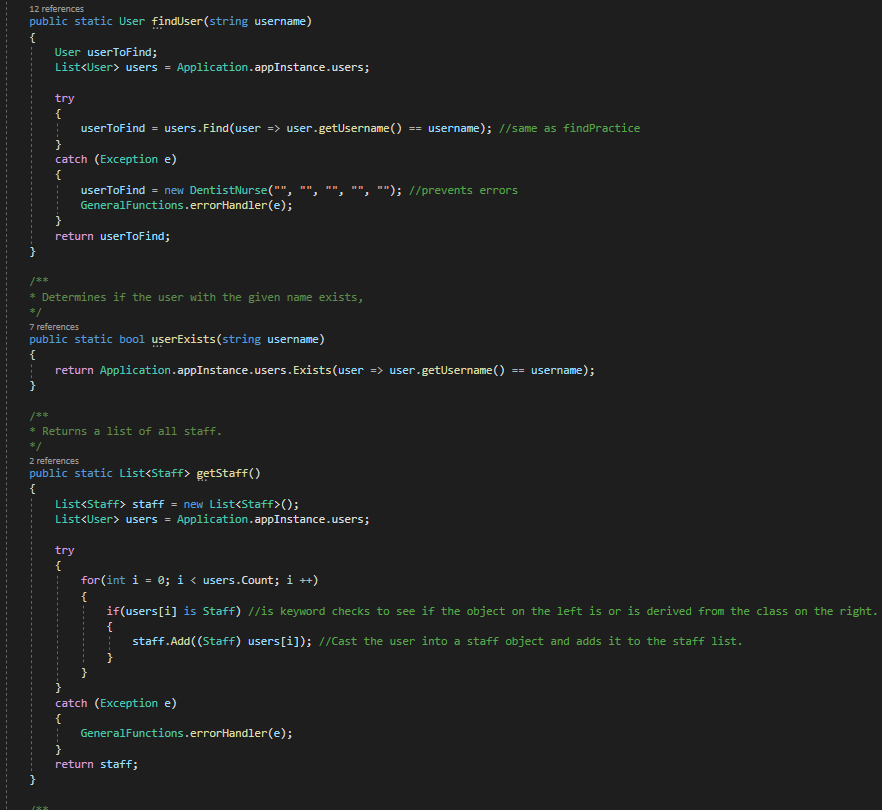 12 references
public static User findUser(string username)
{
User userToFind;
List<User> users = Application.appInstance.users;
try
{
userToFind = users.Find(user => user.getUsername() == username); //same as findPractice
}
catch (Exception e)
{
userToFind = new DentistNurse("", "", "", "", ""); //prevents errors
GeneralFunctions.errorHandler(e);
}
return userToFind;
}
/**
* Determines if the user with the given name exists,
*/
7 references
public static bool userExists(string username)
{
return Application.appInstance.users.Exists(user => user.getUsername() == username);
}
/**
* Returns a list of all staff.
*/
2 references
public static List<Staff> getStaff()
{
List<Staff> staff = new List<Staff>();
List<User> users = Application.appInstance.users;
try
{
for(int i = 0; i < users.Count; i ++)
{
if(users[i] is Staff) //is keyword checks to see if the object on the left is or is derived from the class on the right.
{
staff.Add((Staff) users[i]); //Cast the user into a staff object and adds it to the staff list.
}
}
}
catch (Exception e)
{
GeneralFunctions.errorHandler(e);
}
return staff;
}
/**